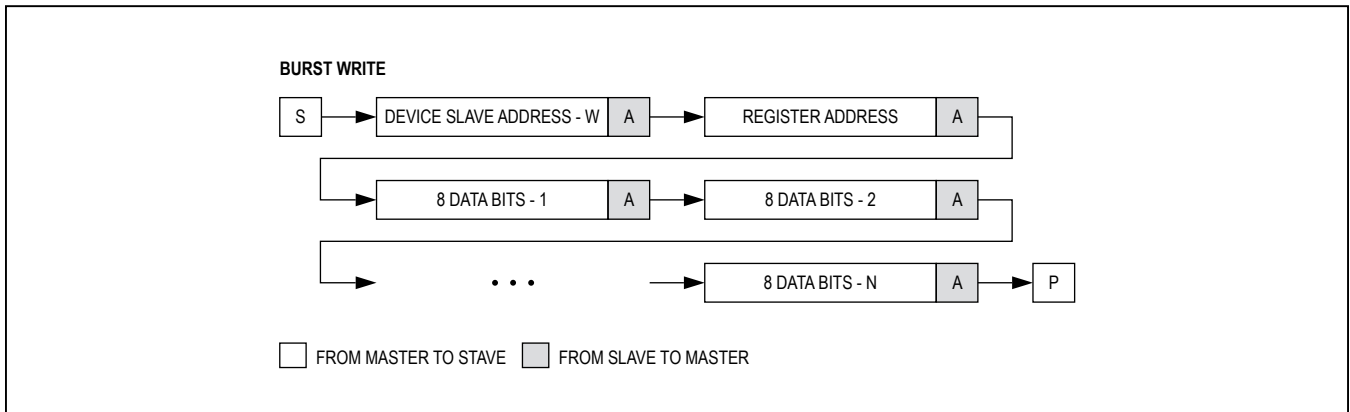 BURST WRITE
S DEVICE SLAVE ADDRESS - W A REGISTER ADDRESS A
8 DATA BITS - 1 A 8 DATA BITS - 2 A
• • • 8 DATA BITS - N A P
FROM MASTER TO STAVE FROM SLAVE TO MASTER